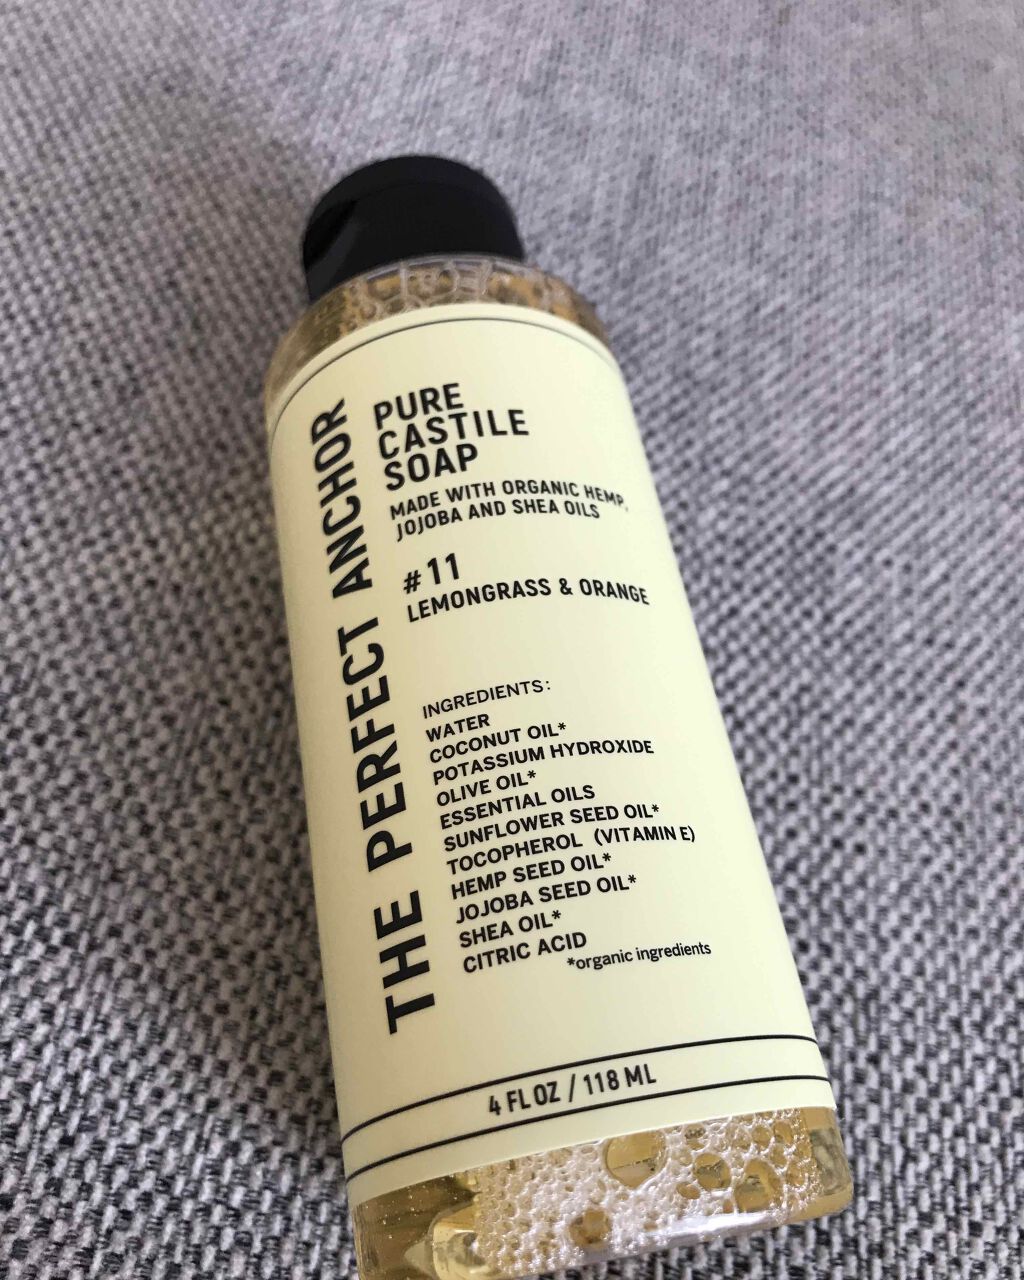 THE PERFECT ANCHOR
PURE
CASTILE
SOAP
MADE WITH ORGANIC HEMP,
JOJOBA AND SHEA OILS
#11
LEMONGRASS & ORANGE
INGREDIENTS:
WATER
COCONUT OIL*
POTASSIUM HYDROXIDE
OLIVE OIL*
ESSENTIAL OILS
SUNFLOWER SEED OIL*
TOCOPHEROL (VITAMIN E)
HEMP SEED OIL*
JOJOBA SEED OIL*
SHEA OIL*
CITRIC ACID
*organic ingredients
4 FL OZ / 118 ML